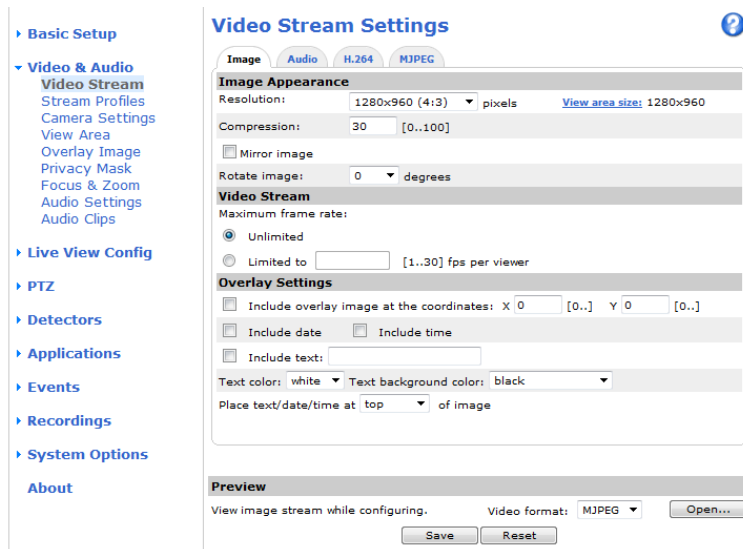 Basic Setup
Video & Audio
Video Stream
Stream Profiles
Camera Settings
View Area
Overlay Image
Privacy Mask
Focus & Zoom
Audio Settings
Audio Clips
Live View Config
PTZ
Detectors
Applications
Events
Recordings
System Options
About
Video Stream Settings
?
Image Audio H.264 MJPEG
Image Appearance
Resolution: 1280x960 (4:3) pixels View area size: 1280x960
Compression: 30 [0..100]
Mirror image
Rotate image: 0 degrees
Video Stream
Maximum frame rate:
Unlimited
Limited to [1..30] fps per viewer
Overlay Settings
Include overlay image at the coordinates: X 0 [0..] Y 0 [0..]
Include date Include time
Include text:
Text color: white Text background color: black
Place text/date/time at top of image
Preview
View image stream while configuring. Video format: MJPEG Open...
Save Reset